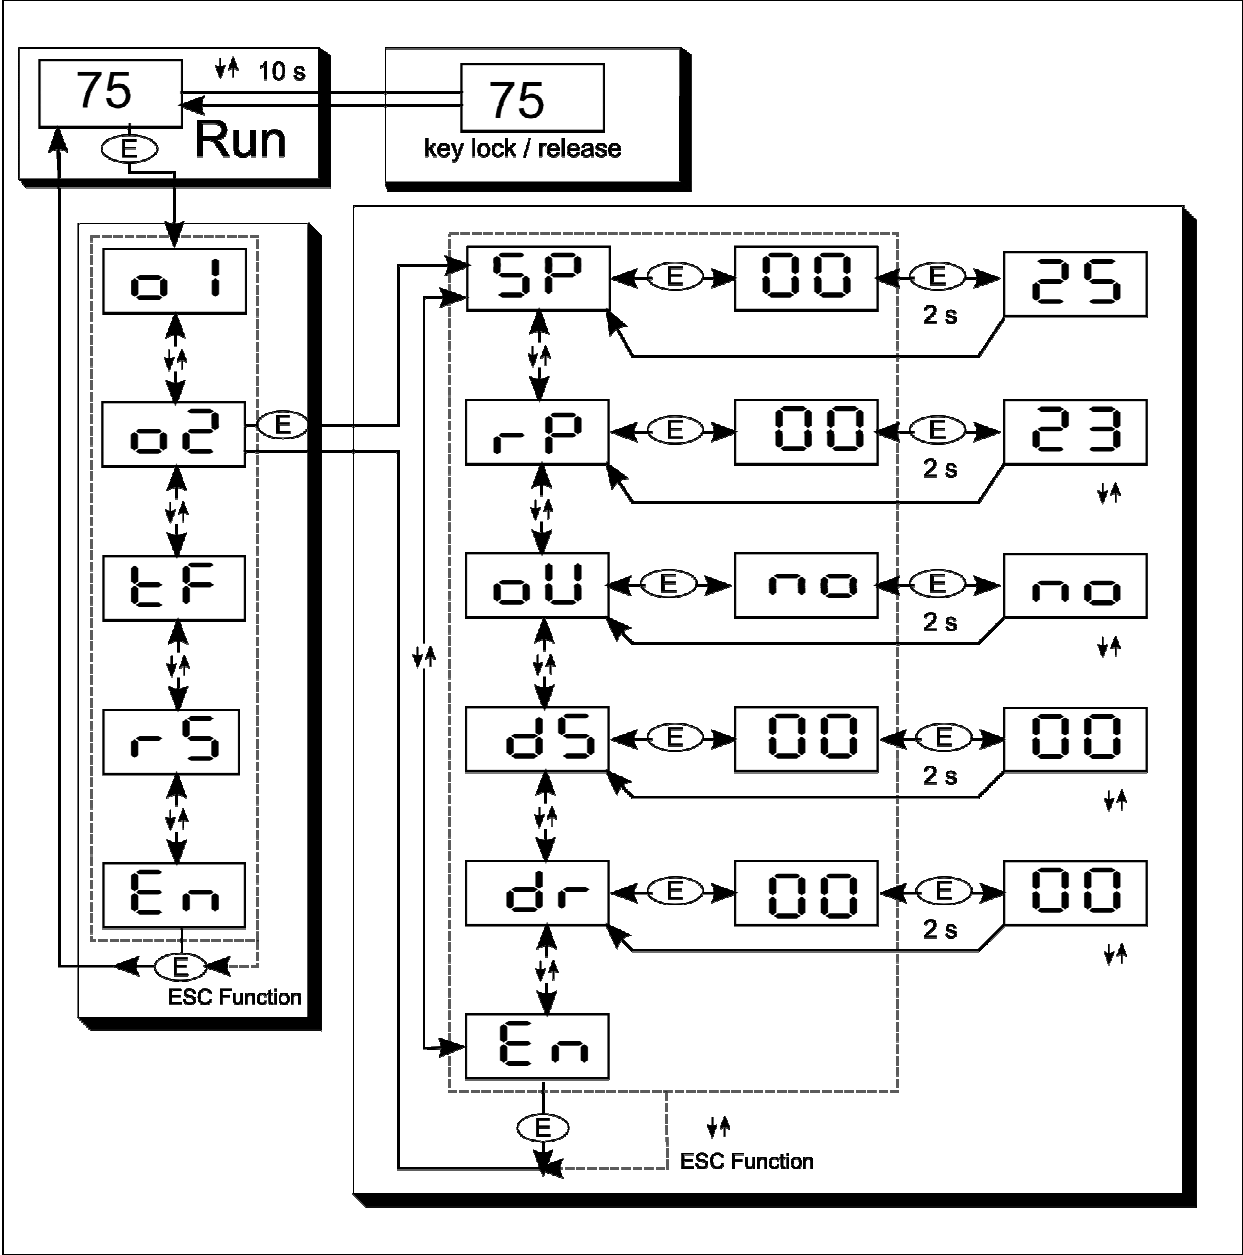 75 10 s 75
E Run key lock / release
o1 SP E 00 E 25
2 s
o2 E rP E 00 E 23
2 s
tF oU E no E no
2 s
rS dS E 00 E 00
2 s
En dr E 00 E 00
2 s
E
ESC Function
En
E
ESC Function